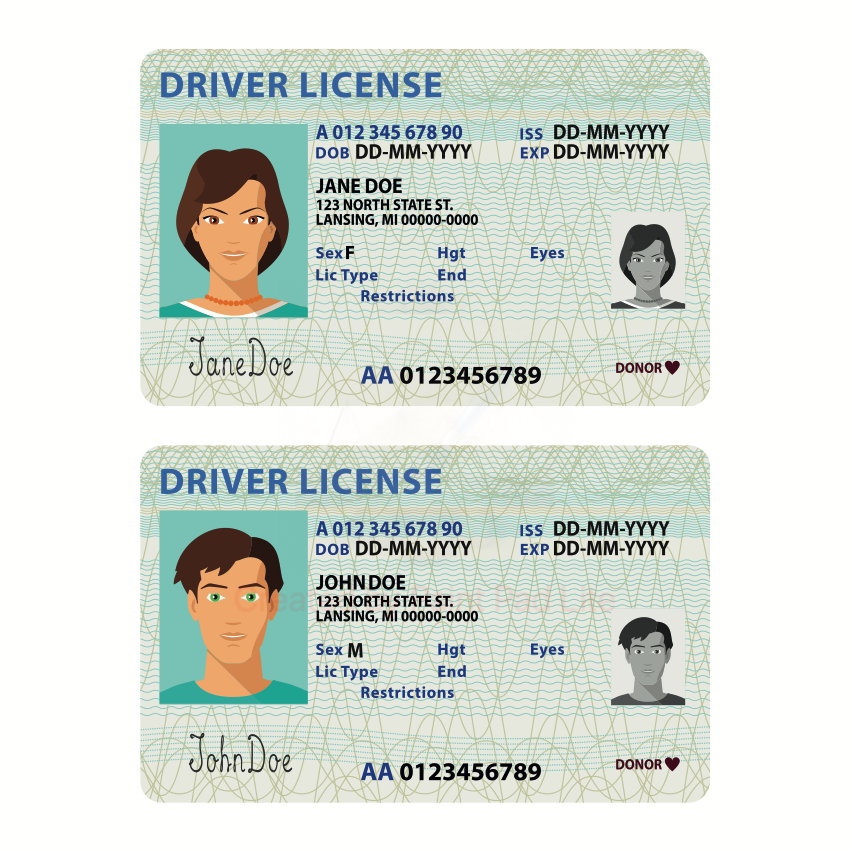 DRIVER LICENSE
A 012 345 678 90 ISS DD-MM-YYYY
DOB DD-MM-YYYY EXP DD-MM-YYYY
JANE DOE
123 NORTH STATE ST.
LANSING, MI 00000-0000
Sex F Hgt Eyes
Lic Type End
Restrictions
JaneDoe
AA 0123456789
DONOR
DRIVER LICENSE
A 012 345 678 90 ISS DD-MM-YYYY
DOB DD-MM-YYYY EXP DD-MM-YYYY
JOHN DOE
123 NORTH STATE ST.
LANSING, MI 00000-0000
Sex M Hgt Eyes
Lic Type End
Restrictions
JohnDoe
AA 0123456789
DONOR